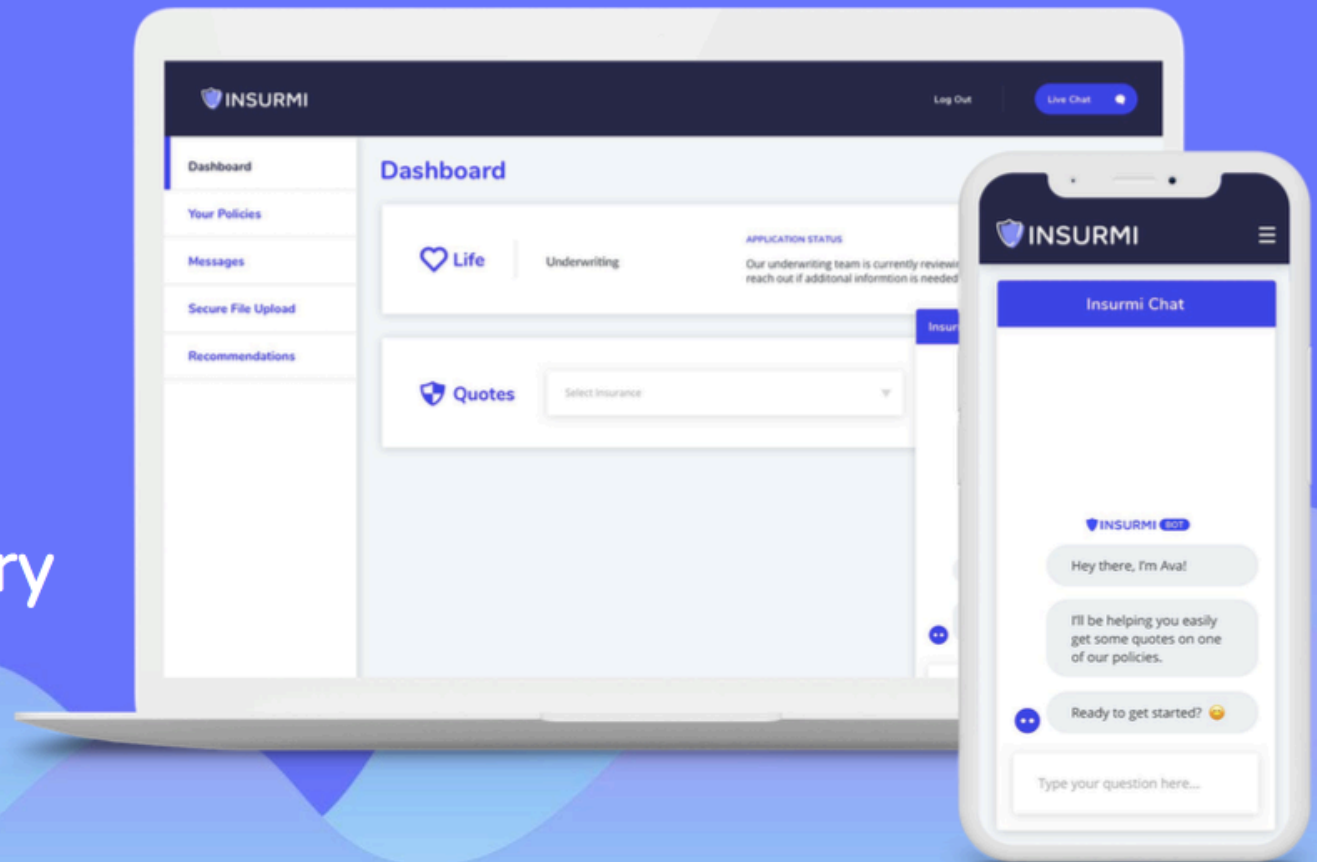 INSURMI
Log Out
Live Chat
Dashboard
Your Policies
Messages
Secure File Upload
Recommendations
Dashboard
Life
Underwriting
APPLICATION STATUS
Our underwriting team is currently
reach out if additonal informtion is needed
Quotes
Select Insurance
ry
INSURMI
Insurmi Chat
INSURMI BOT
Hey there, I'm Ava!
I'll be helping you easily
get some quotes on one
of our policies.
Ready to get started?
Type your question here...